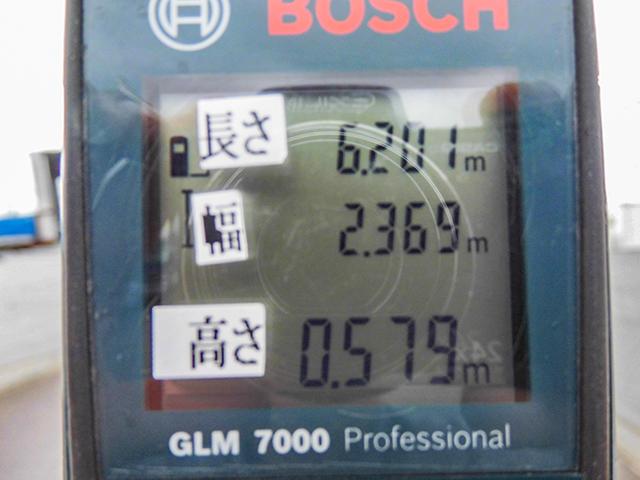 BOSCH
長さ 6.201 m
幅 2.369 m
高さ 0.579 m
GLM 7000 Professional